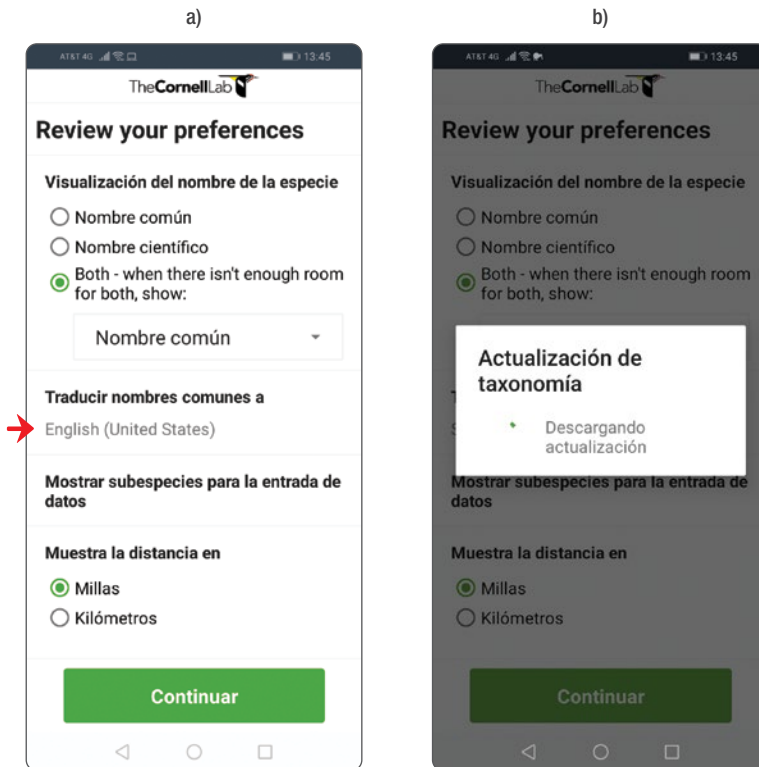 a)
AT&T 4G 13:45
TheCornellLab
Review your preferences
Visualización del nombre de la especie
Nombre común
Nombre científico
Both - when there isn't enough room
for both, show:
Nombre común
Traducir nombres comunes a
English (United States)
Mostrar subespecies para la entrada de
datos
Muestra la distancia en
Millas
Kilómetros
Continuar
b)
AT&T 4G 13:45
TheCornellLab
Review your preferences
Visualización del nombre de la especie
Nombre común
Nombre científico
Both - when there isn't enough room
for both, show:
Actualización de
taxonomía
Descargando
actualización
Mostrar subespecies para la entrada de
datos
Muestra la distancia en
Millas
Kilómetros
Continuar